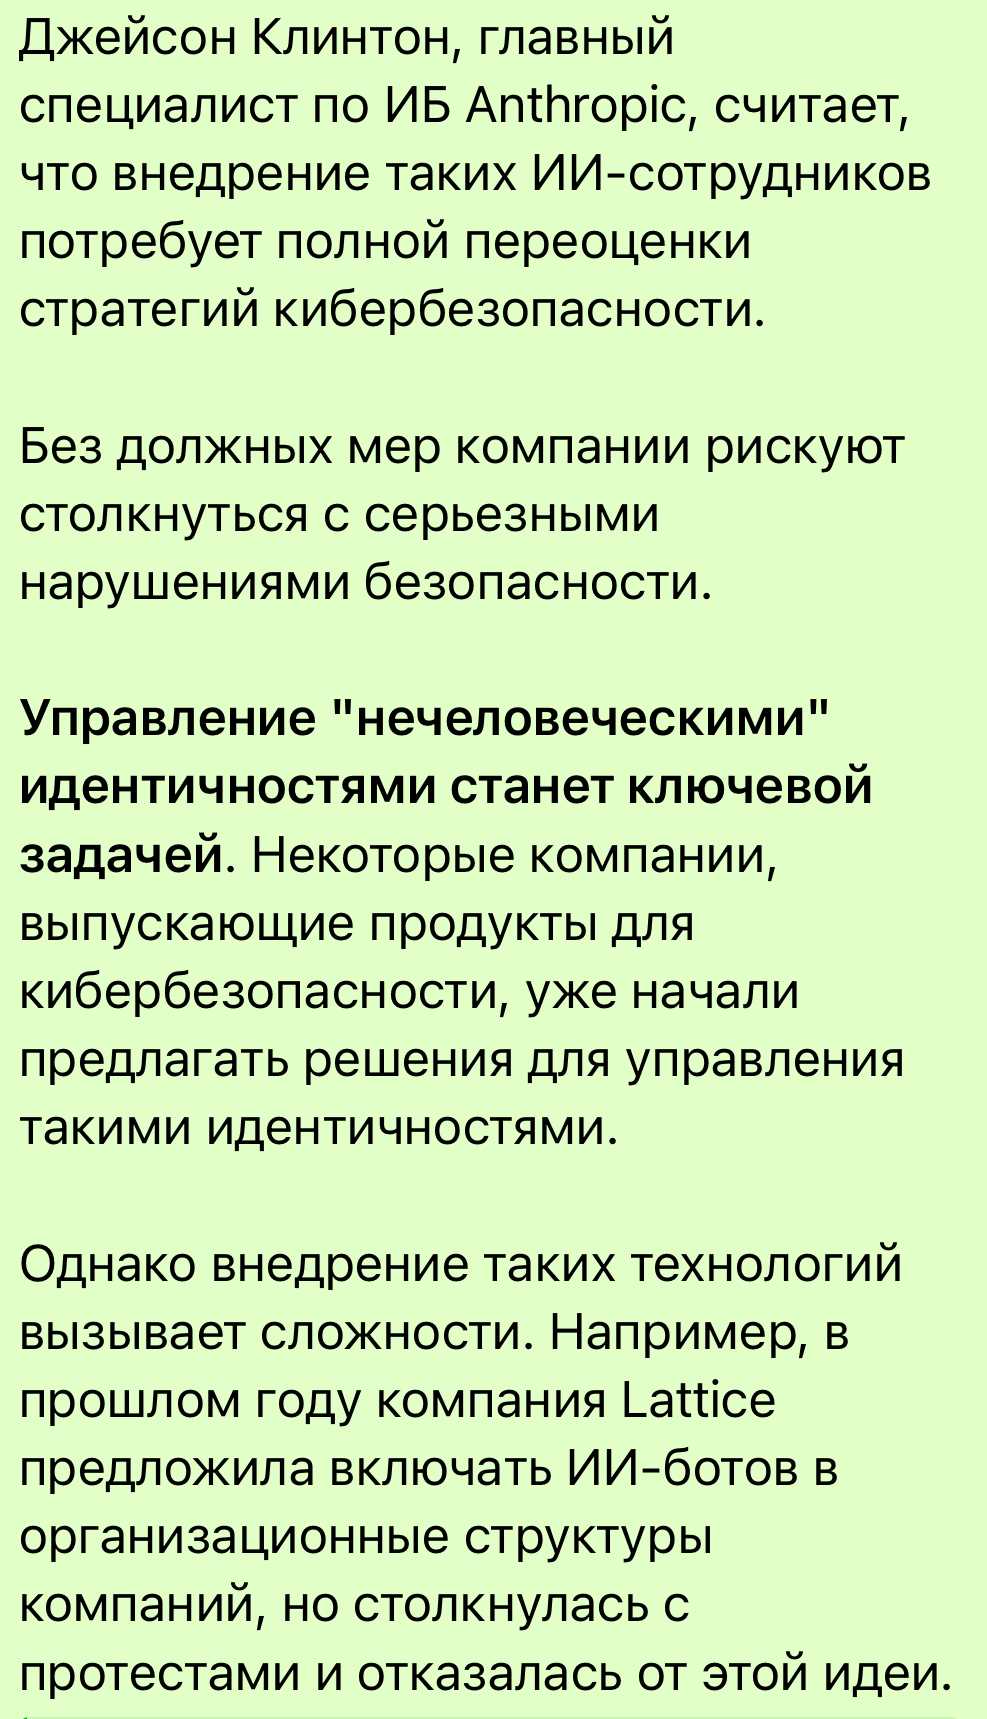 Джейсон Клинтон, главный
специалист по ИБ Anthropic, считает,
что внедрение таких ИИ-сотрудников
потребует полной переоценки
стратегий кибербезопасности.
Без должных мер компании рискуют
столкнуться с серьезными
нарушениями безопасности.
Управление "нечеловеческими"
идентичностями станет ключевой
задачей. Некоторые компании,
выпускающие продукты для
кибербезопасности, уже начали
предлагать решения для управления
такими идентичностями.
Однако внедрение таких технологий
вызывает сложности. Например, в
прошлом году компания Lattice
предложила включать ИИ-ботов в
организационные структуры
компаний, но столкнулась с
протестами и отказалась от этой идеи.